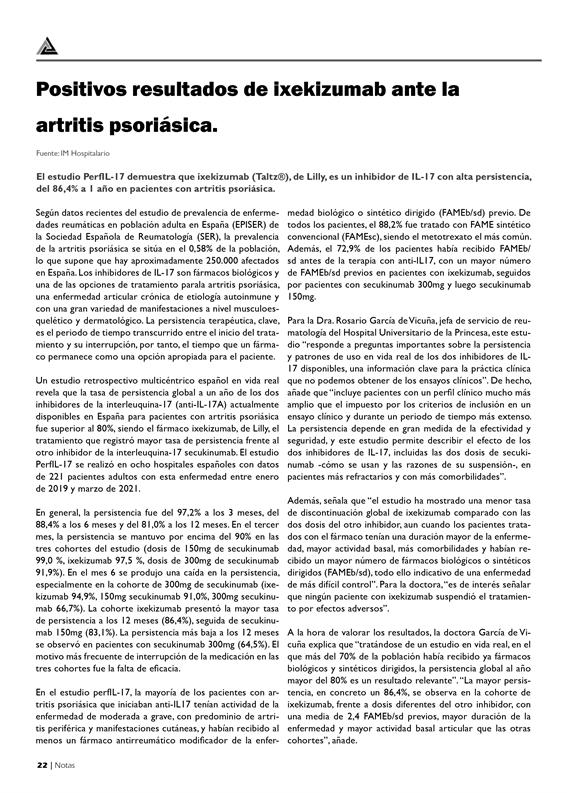 Positivos resultados de ixekizumab ante la
artritis psoriásica.
Fuente: IM Hospitalario
El estudio PerfIL-17 demuestra que ixekizumab (Taltz®), de Lilly, es un inhibidor de IL-17 con alta persistencia,
del 86,4% a 1 año en pacientes con artritis psoriásica.
Según datos recientes del estudio de prevalencia de enferme-
dades reumáticas en población adulta en España (EPISER) de
la Sociedad Española de Reumatología (SER), la prevalencia
de la artritis psoriásica se sitúa en el 0,58% de la población,
lo que supone que hay aproximadamente 250.000 afectados
en España. Los inhibidores de IL-17 son fármacos biológicos y
una de las opciones de tratamiento parala artritis psoriásica,
una enfermedad articular crónica de etiología autoinmune y
con una gran variedad de manifestaciones a nivel musculoes-
quelético y dermatológico. La persistencia terapéutica, clave,
es el periodo de tiempo transcurrido entre el inicio del trata-
miento y su interrupción, por tanto, el tiempo que un fárma-
co permanece como una opción apropiada para el paciente.
Un estudio retrospectivo multicéntrico español en vida real
revela que la tasa de persistencia global a un año de los dos
inhibidores de la interleuquina-17 (anti-IL-17A) actualmente
disponibles en España para pacientes con artritis psoriásica
fue superior al 80%, siendo el fármaco ixekizumab, de Lilly, el
tratamiento que registró mayor tasa de persistencia frente al
otro inhibidor de la interleuqina-17 secukinumab. El estudio
PerfIL-17 se realizó en ocho hospitales españoles con datos
de 221 pacientes adultos con esta enfermedad entre enero
de 2019 y marzo de 2021.
En general, la persistencia fue del 97,2% a los 3 meses, del
88,4% a los 6 meses y del 81,0% a los 12 meses. En el tercer
mes, la persistencia se mantuvo por encima del 90% en las
tres cohortes del estudio (dosis de 150mg de secukinumab
99,0 %, ixekizumab 97,5 %, dosis de 300mg de secukinumab
91,9%). En el mes 6 se produjo una caída en la persistencia,
especialmente en la cohorte de 300mg de secukinumab (ixe-
kizumab 94,9%, 150mg secukinumab 91,0%, 300mg secukinu-
mab 66,7%). La cohorte ixekizumab presentó la mayor tasa
de persistencia a los 12 meses (86,4%), seguida de secukinu-
mab 150mg (83,1%). La persistencia más baja a los 12 meses
se observó en pacientes con secukinumab 300mg (64,5%). El
motivo más frecuente de interrupción de la medicación en las
tres cohortes fue la falta de eficacia.
En el estudio perfIL-17, la mayoría de los pacientes con ar-
tritis psoriásica que iniciaban anti-IL17 tenían actividad de la
enfermedad de moderada a grave, con predominio de artri-
tis periférica y manifestaciones cutáneas, y habían recibido al
menos un fármaco antirreumático modificador de la enfer-
medad biológico o sintético dirigido (FAMEb/sd) previo. De
todos los pacientes, el 88,2% fue tratado con FAME sintético
convencional (FAMEsc), siendo el metotrexato el más común.
Además, el 72,9% de los pacientes había recibido FAMEb/
sd antes de la terapia con anti-IL17, con un mayor número
de FAMEb/sd previos en pacientes con ixekizumab, seguidos
por pacientes con secukinumab 300mg y luego secukinumab
150mg.
Para la Dra. Rosario García de Vicuña, jefa de servicio de reu-
matología del Hospital Universitario de la Princesa, este estu-
dio “responde a preguntas importantes sobre la persistencia
y patrones de uso en vida real de los dos inhibidores de IL-
17 disponibles, una información clave para la práctica clínica
que no podemos obtener de los ensayos clínicos”. De hecho,
añade que “incluye pacientes con un perfil clínico mucho más
amplio que el impuesto por los criterios de inclusión en un
ensayo clínico y durante un periodo de tiempo más extenso.
La persistencia depende en gran medida de la efectividad y
seguridad, y este estudio permite describir el efecto de los
dos inhibidores de IL-17, incluidas las dos dosis de secuki-
numab -cómo se usan y las razones de su suspensión-, en
pacientes más refractarios y con más comorbilidades”.
Además, señala que “el estudio ha mostrado una menor tasa
de discontinuación global de ixekizumab comparado con las
dos dosis del otro inhibidor, aun cuando los pacientes trata-
dos con el fármaco tenían una duración mayor de la enferme-
dad, mayor actividad basal, más comorbilidades y habían re-
cibido un mayor número de fármacos biológicos o sintéticos
dirigidos (FAMEb/sd), todo ello indicativo de una enfermedad
de más difícil control”. Para la doctora, “es de interés señalar
que ningún paciente con ixekizumab suspendió el tratamien-
to por efectos adversos”.
A la hora de valorar los resultados, la doctora García de Vi-
cuña explica que “tratándose de un estudio en vida real, en el
que más del 70% de la población había recibido ya fármacos
biológicos y sintéticos dirigidos, la persistencia global al año
mayor del 80% es un resultado relevante”. “La mayor persis-
tencia, en concreto un 86,4%, se observa en la cohorte de
ixekizumab, frente a dosis diferentes del otro inhibidor, con
una media de 2,4 FAMEb/sd previos, mayor duración de la
enfermedad y mayor actividad basal articular que las otras
cohortes”, añade.
22 | Notas